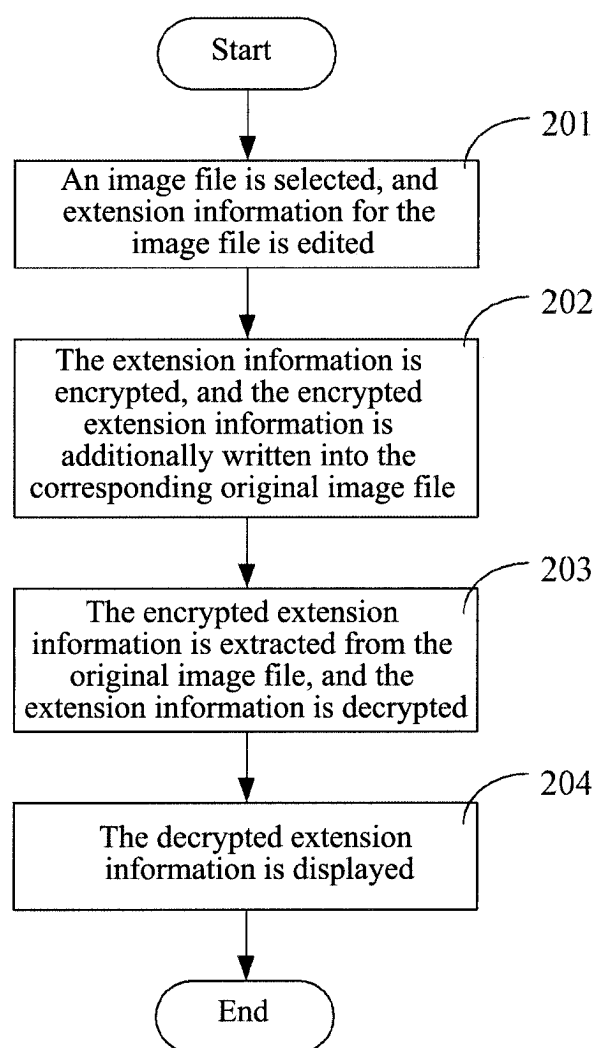 Start
201
An image file is selected, and
extension information for the
image file is edited
202
The extension information is
encrypted, and the encrypted
extension information is
additionally written into the
corresponding original image file
203
The encrypted extension
information is extracted from the
original image file, and the
extension information is decrypted
204
The decrypted extension
information is displayed
End